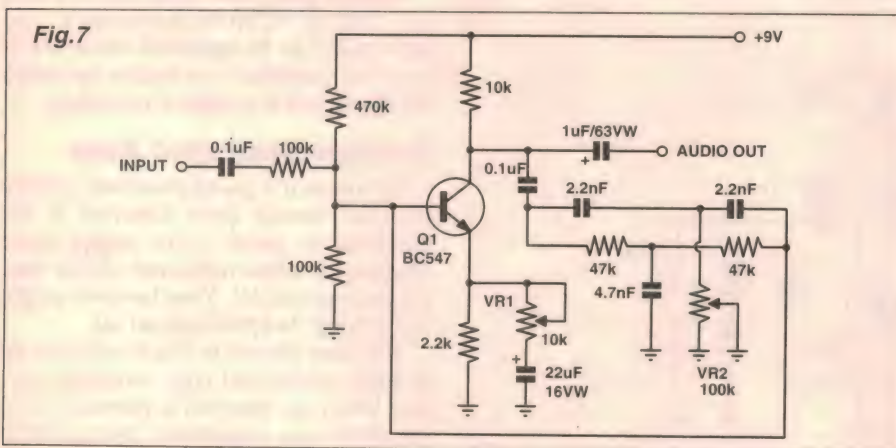 Fig.7
+9V
470k
10k
1uF/63VW
INPUT
0.1uF
100k
+
AUDIO OUT
0.1uF
2.2nF
2.2nF
Q1
BC547
100k
47k
47k
4.7nF
VR1
10k
2.2k
+
22uF
16VW
VR2
100k